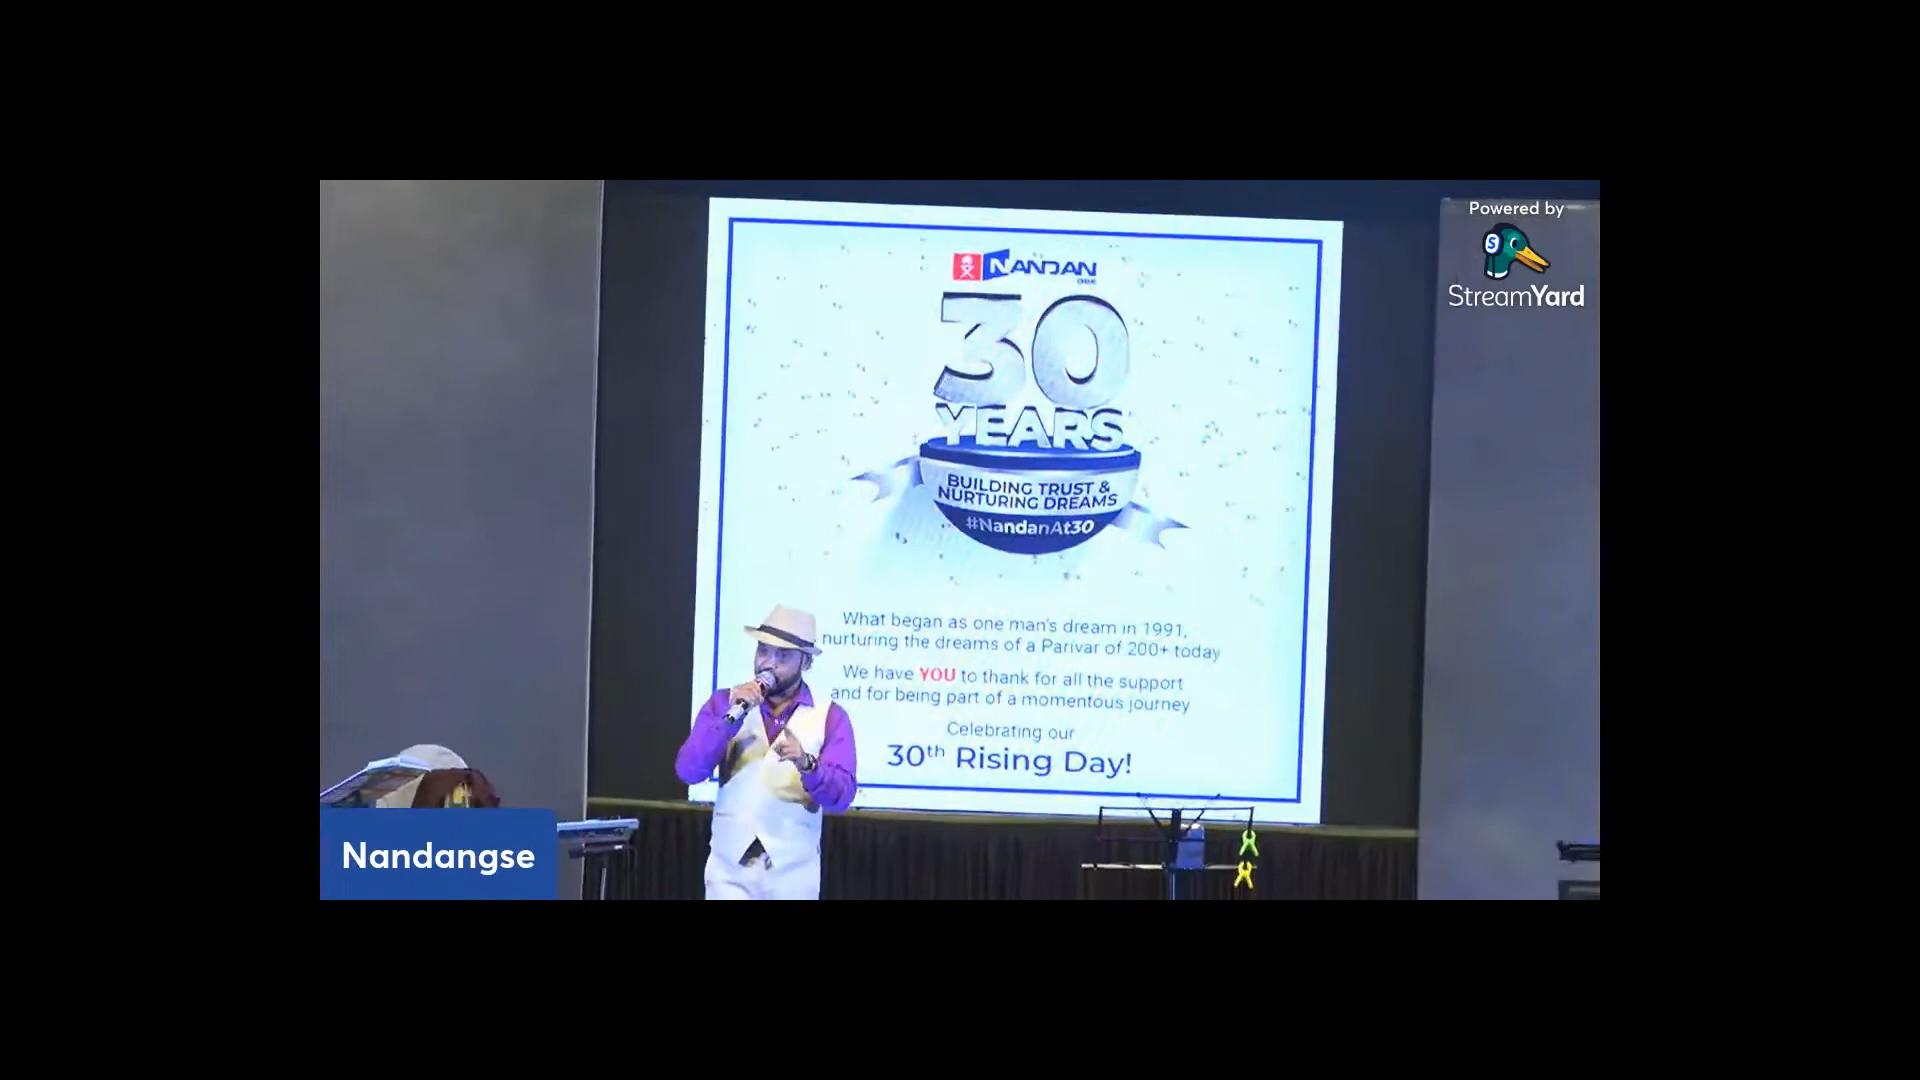 Powered by
StreamYard
NANDAN
GSE
30
YEARS
BUILDING TRUST &
NURTURING DREAMS
#NandanAt30
What began as one man's dream in 1991,
nurturing the dreams of a Parivar of 200+ today
We have YOU to thank for all the support
and for being part of a momentous journey
Celebrating our
30th Rising Day!
Nandangse